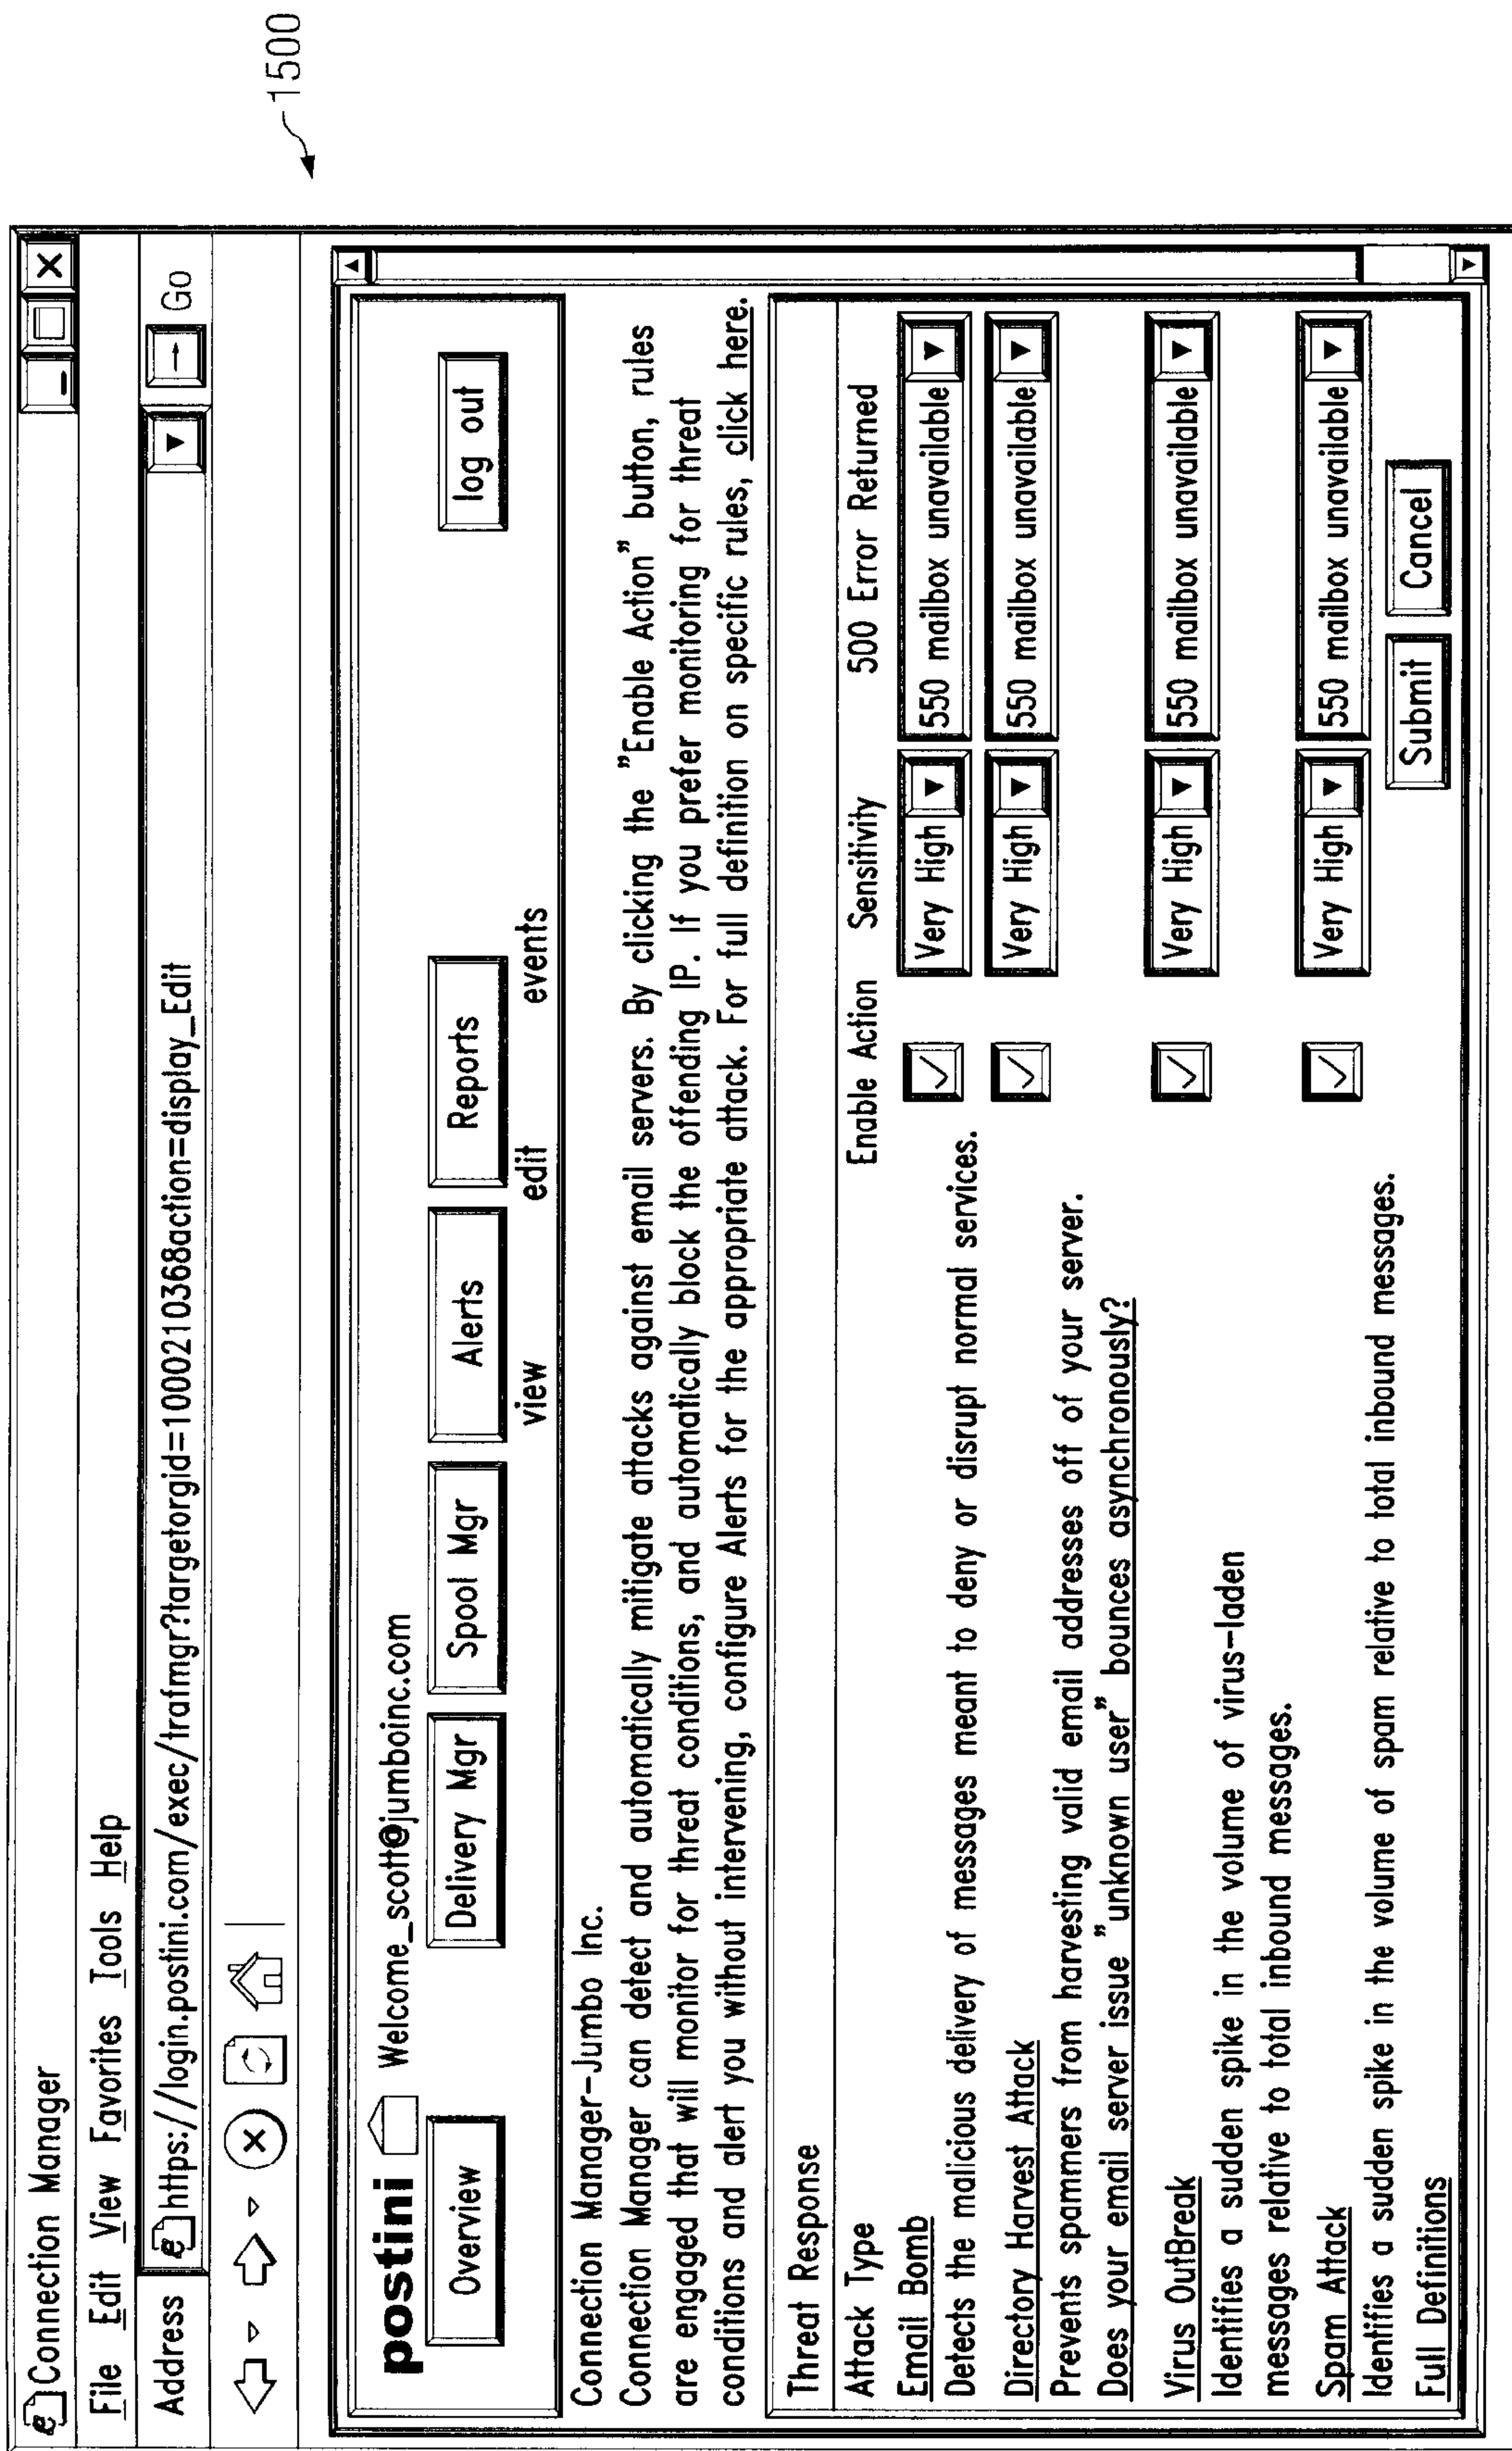 1500
Connection Manager
File Edit View Favorites Tools Help
Address https://login.postini.com/exec/trafmgr?targetorgid=1000210368action=display_Edit Go
postini Welcome_scott@jumboinc.com
Overview Delivery Mgr Spool Mgr Alerts Reports log out
view edit events
Connection Manager-Jumbo Inc.
Connection Manager can detect and automatically mitigate attacks against email servers. By clicking the "Enable Action" button, rules
are engaged that will monitor for threat conditions, and automatically block the offending IP. If you prefer monitoring for threat
conditions and alert you without intervening, configure Alerts for the appropriate attack. For full definition on specific rules, click here.
Threat Response
Attack Type Enable Action Sensitivity 500 Error Returned
Email Bomb Very High 550 mailbox unavailable
Detects the malicious delivery of messages meant to deny or disrupt normal services.
Directory Harvest Attack Very High 550 mailbox unavailable
Prevents spammers from harvesting valid email addresses off of your server.
Does your email server issue "unknown user" bounces asynchronously?
Virus OutBreak Very High 550 mailbox unavailable
Identifies a sudden spike in the volume of virus-laden
messages relative to total inbound messages.
Spam Attack Very High 550 mailbox unavailable
Identifies a sudden spike in the volume of spam relative to total inbound messages.
Full Definitions Submit Cancel